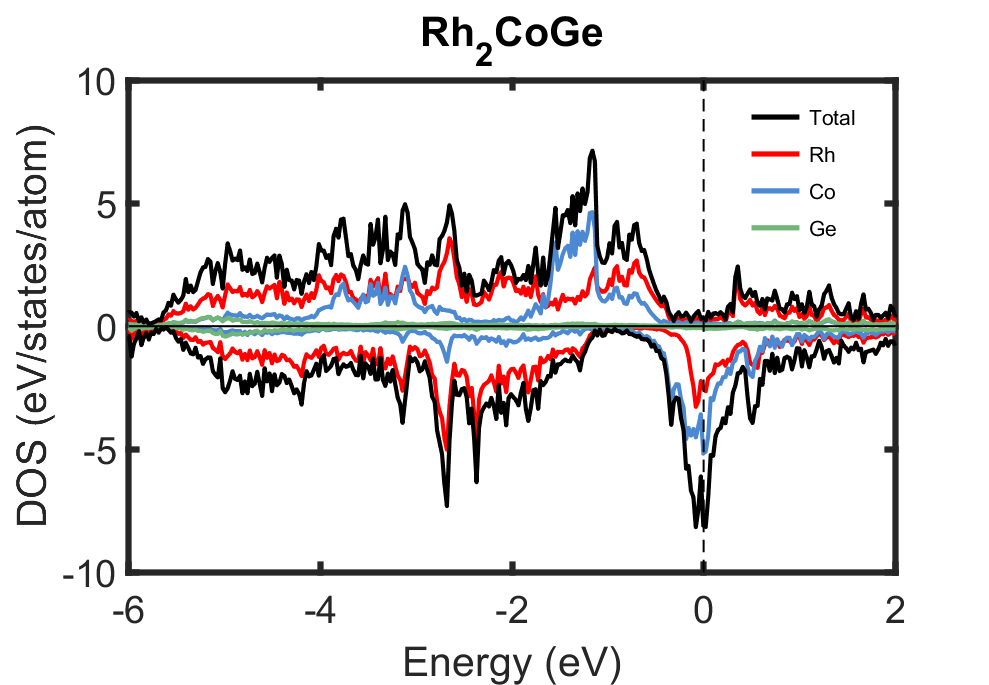 Rh2CoGe
10
5
0
-5
-10
-6 -4 -2 0 2
DOS (eV/states/atom)
Energy (eV)
Total
Rh
Co
Ge